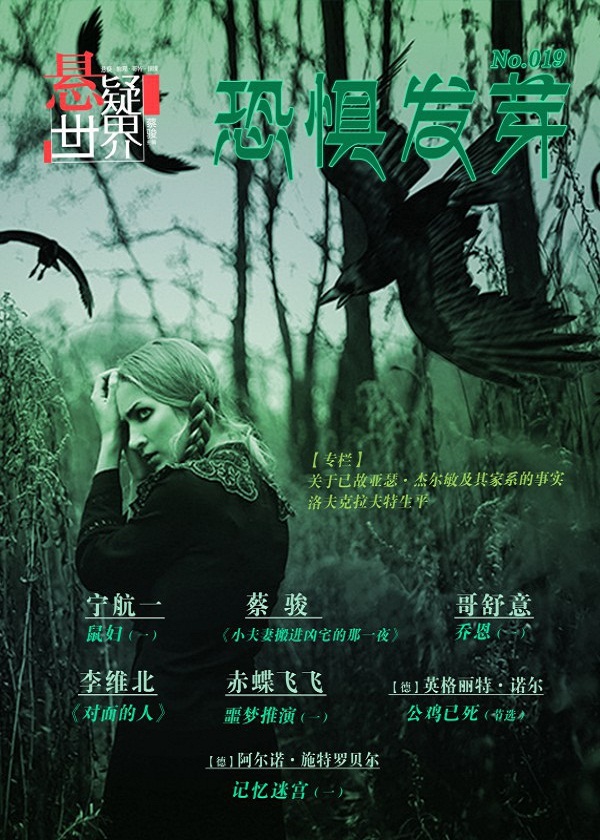 悬疑
世界
蔡骏
No.019
恐惧发芽
【专栏】
关于已故亚瑟·杰尔敏及其家系的事实
洛夫克拉夫特生平
宁航一
鼠妇（一）
蔡骏
《小夫妻搬进凶宅的那一夜》
哥舒意
乔恩（一）
李维北
《对面的人》
赤蝶飞飞
噩梦推演（一）
【德】英格丽特·诺尔
公鸡已死（节选）
【德】阿尔诺·施特罗贝尔
记忆迷宫（一）